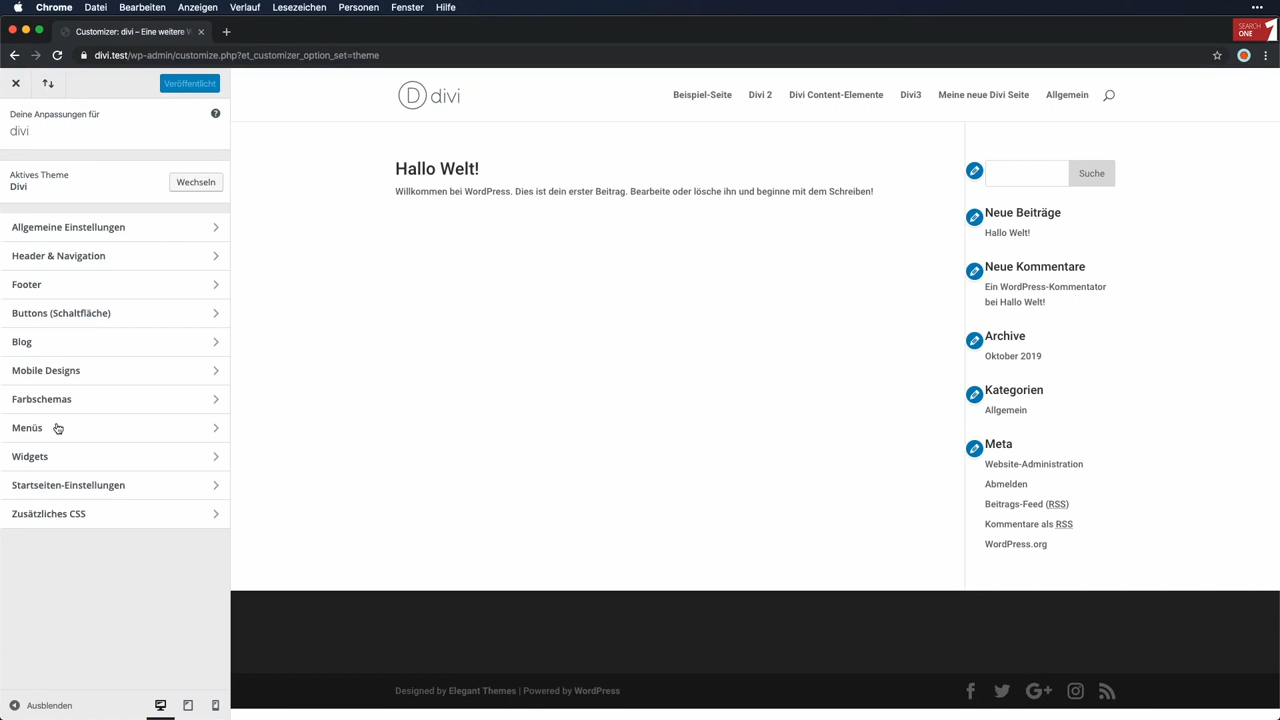 Chrome Datei Bearbeiten Anzeigen Verlauf Lesezeichen Personen Fenster Hilfe
Customizer: divi – Eine weitere W
SEARCH
ONE
divi.test/wp-admin/customize.php?et_customizer_option_set=theme
Veröffentlicht
Deine Anpassungen für
divi
Aktives Theme
Divi
Wechseln
Allgemeine Einstellungen
Header & Navigation
Footer
Buttons (Schaltfläche)
Blog
Mobile Designs
Farbschemas
Menüs
Widgets
Startseiten-Einstellungen
Zusätzliches CSS
Ausblenden
D divi
Beispiel-Seite Divi 2 Divi Content-Elemente Divi3 Meine neue Divi Seite Allgemein
Hallo Welt!
Willkommen bei WordPress. Dies ist dein erster Beitrag. Bearbeite oder lösche ihn und beginne mit dem Schreiben!
Suche
Neue Beiträge
Hallo Welt!
Neue Kommentare
Ein WordPress-Kommentator
bei Hallo Welt!
Archive
Oktober 2019
Kategorien
Allgemein
Meta
Website-Administration
Abmelden
Beitrags-Feed (RSS)
Kommentare als RSS
WordPress.org
Designed by Elegant Themes | Powered by WordPress